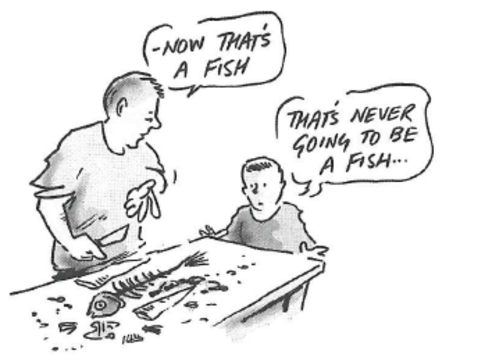 -NOW THAT'S
A FISH
THAT'S NEVER
GOING TO BE
A FISH...